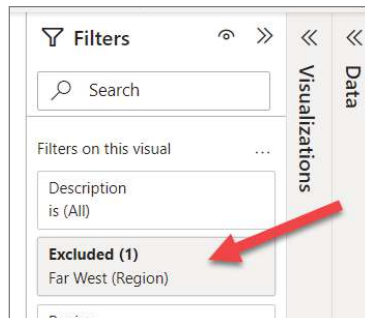 Filters
Search
Filters on this visual
...
Description
is (All)
Excluded (1)
Far West (Region)
Visualizations
Data